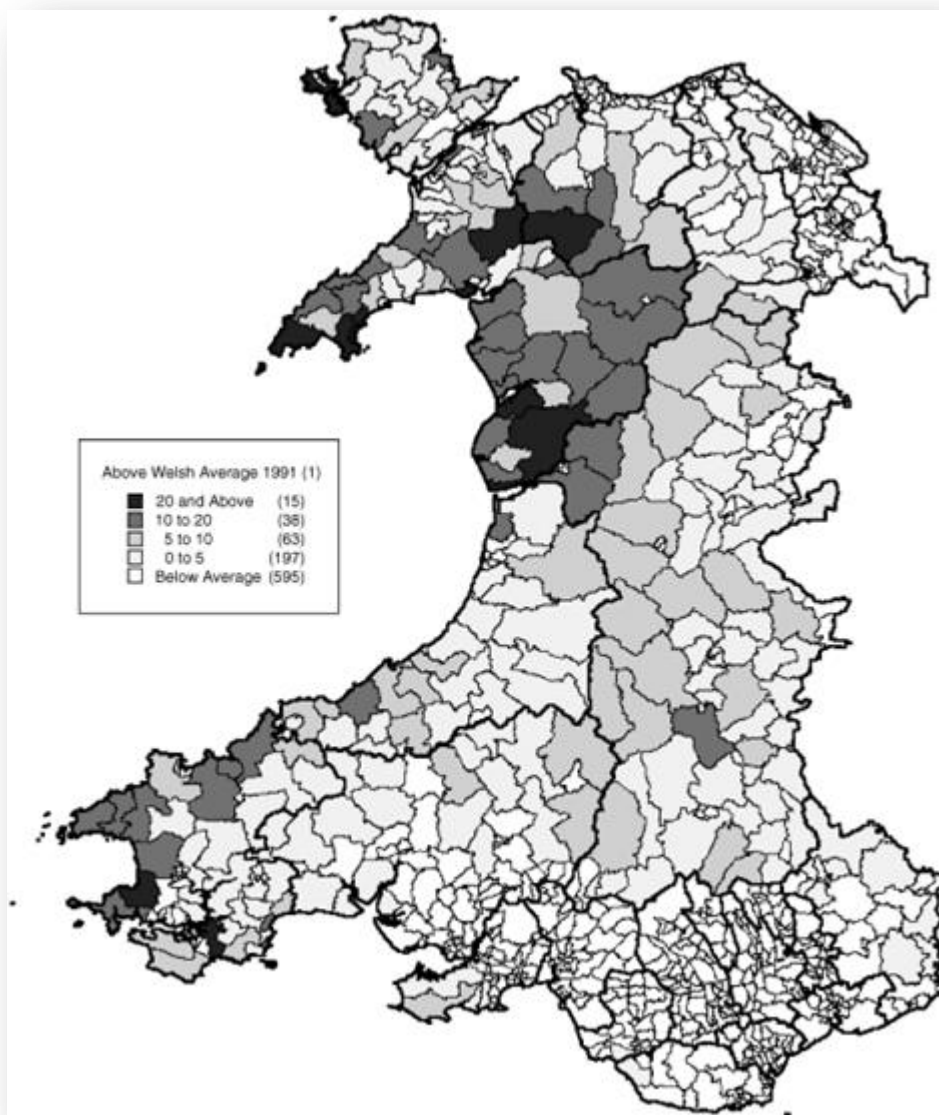 Above Welsh Average 1991 (1)
20 and Above (15)
10 to 20 (38)
5 to 10 (63)
0 to 5 (197)
Below Average (595)